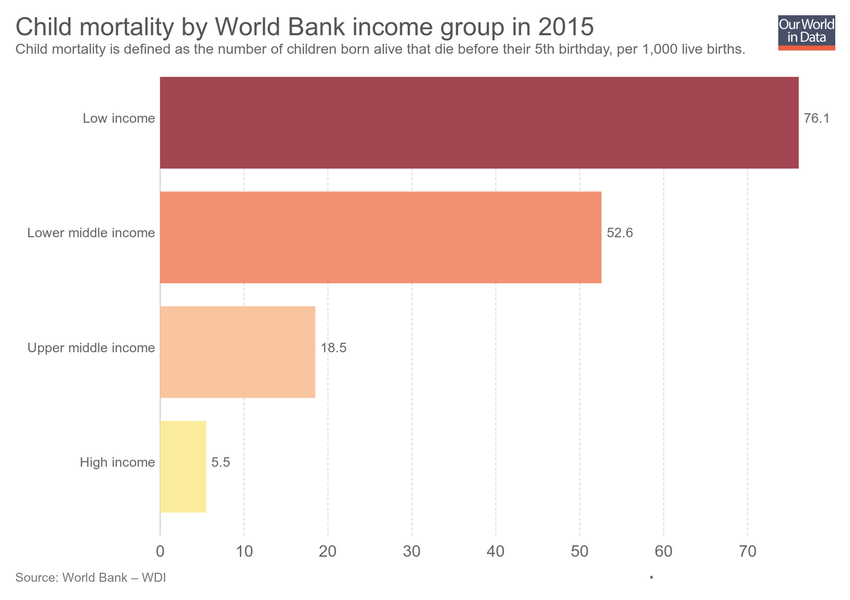 Child mortality by World Bank income group in 2015
Child mortality is defined as the number of children born alive that die before their 5th birthday, per 1,000 live births.
Our World
in Data
Low income
76.1
Lower middle income
52.6
Upper middle income
18.5
High income
5.5
0 10 20 30 40 50 60 70
Source: World Bank – WDI